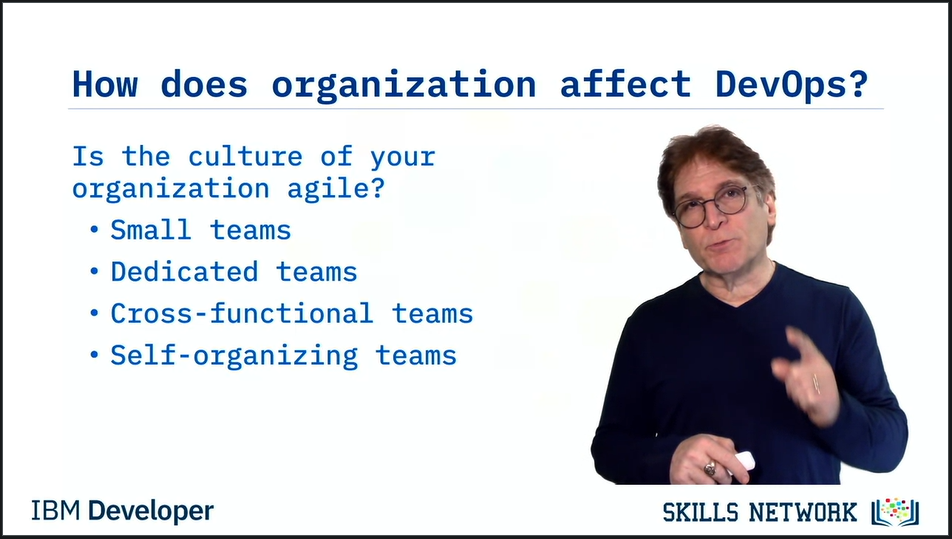 How does organization affect DevOps?
Is the culture of your
organization agile?
• Small teams
• Dedicated teams
• Cross-functional teams
• Self-organizing teams
IBM Developer
SKILLS NETWORK